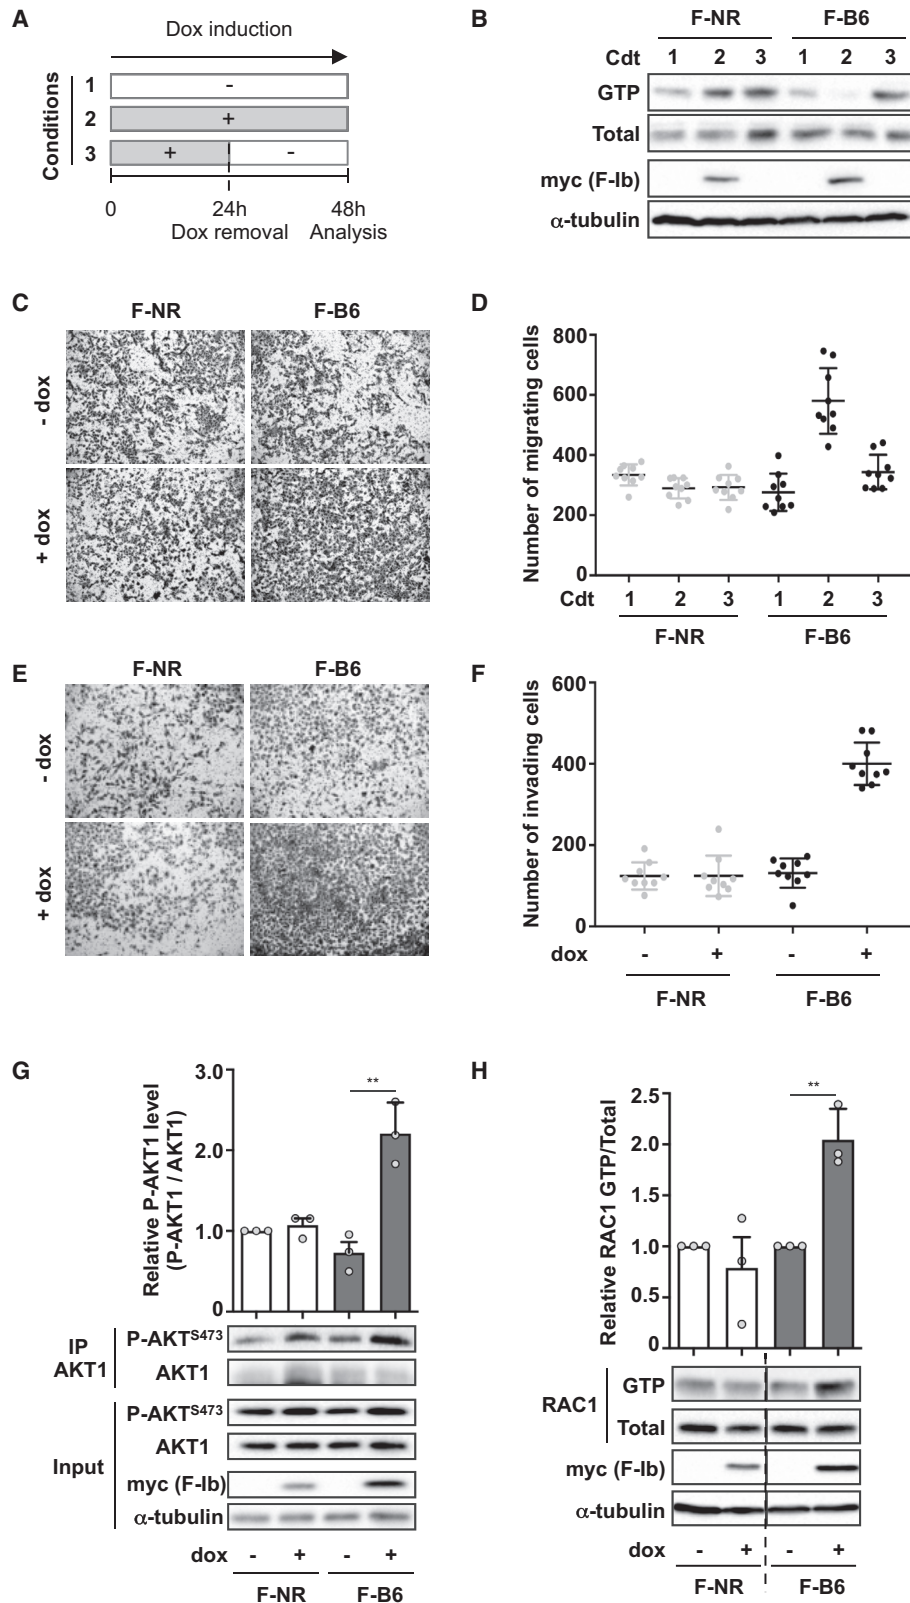 A
Dox induction
Conditions
1 -
2 +
3 + -
0 24h 48h
Dox removal Analysis
B
F-NR F-B6
Cdt 1 2 3 1 2 3
GTP
Total
myc (F-Ib)
α-tubulin
C
F-NR F-B6
- dox
+ dox
D
Number of migrating cells
800
600
400
200
0
Cdt 1 2 3 1 2 3
F-NR F-B6
E
F-NR F-B6
- dox
+ dox
F
Number of invading cells
600
400
200
0
dox - + - +
F-NR F-B6
G
Relative P-AKT1 level
(P-AKT1 / AKT1)
3.0
2.0
1.0
0
**
IP
AKT1
P-AKTS473
AKT1
Input
P-AKTS473
AKT1
myc (F-Ib)
α-tubulin
dox - + - +
F-NR F-B6
H
Relative RAC1 GTP/Total
2.5
2.0
1.5
1.0
0.5
0
**
RAC1
GTP
Total
myc (F-Ib)
α-tubulin
dox - + - +
F-NR F-B6